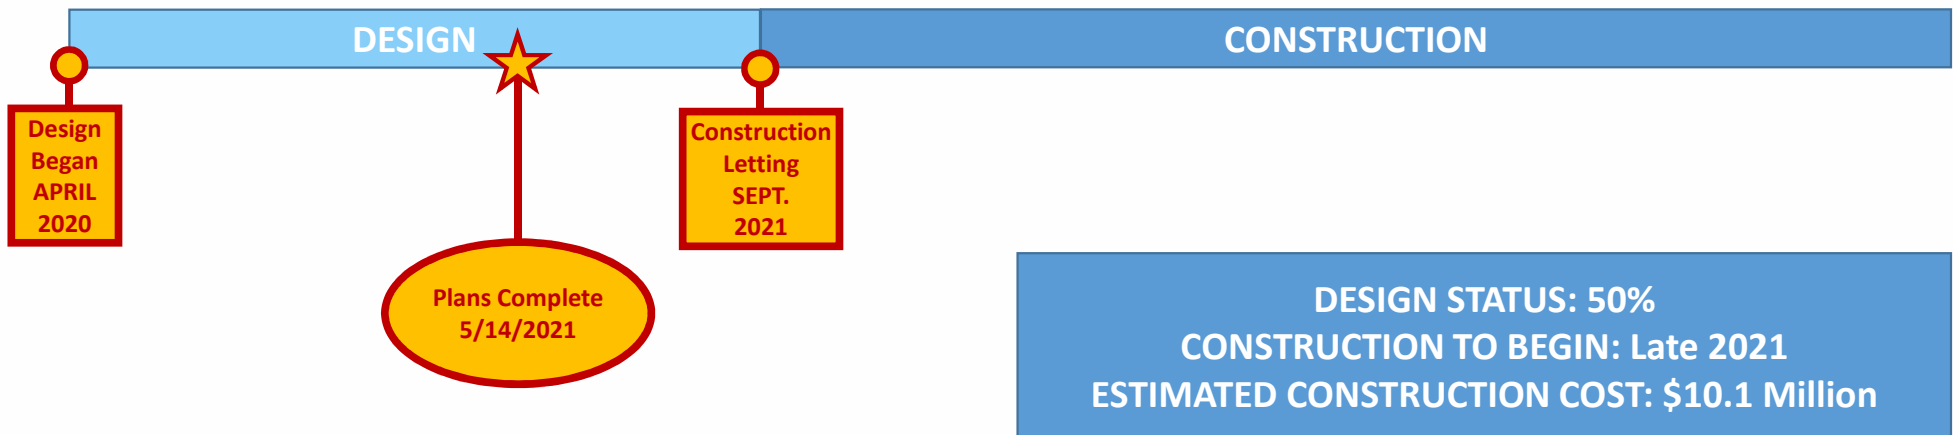 DESIGN
CONSTRUCTION
Design
Began
APRIL
2020
Plans Complete
5/14/2021
Construction
Letting
SEPT.
2021
DESIGN STATUS: 50%
CONSTRUCTION TO BEGIN: Late 2021
ESTIMATED CONSTRUCTION COST: $10.1 Million